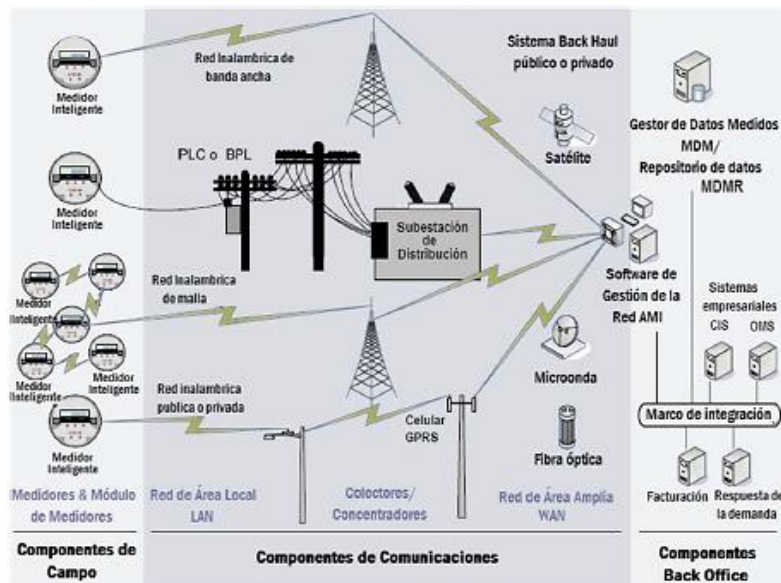 Medidor
Inteligente
Red Inalambrica de
banda ancha
Sistema Back Haul
público o privado
Satélite
Gestor de Datos Medidos
MDM/
Repositorio de datos
MDMR
PLC o BPL
Medidor
Inteligente
Subestación
de
Distribución
Software de
Gestión de la
Red AMI
Sistemas
empresariales
CIS
OMS
Medidor
Inteligente
Medidor
Inteligente
Medidor
Inteligente
Red Inalambrica
de malla
Microonda
Medidor
Inteligente
Red inalambrica
publica o privada
Celular
GPRS
Fibra óptica
Marco de integración
Facturación
Respuesta de
la demanda
Medidores & Módulo
de Medidores
Red de Área Local
LAN
Coloctores/
Concentradores
Red de Área Amplia
WAN
Componentes de
Campo
Componentes de Comunicaciones
Componentes
Back Office